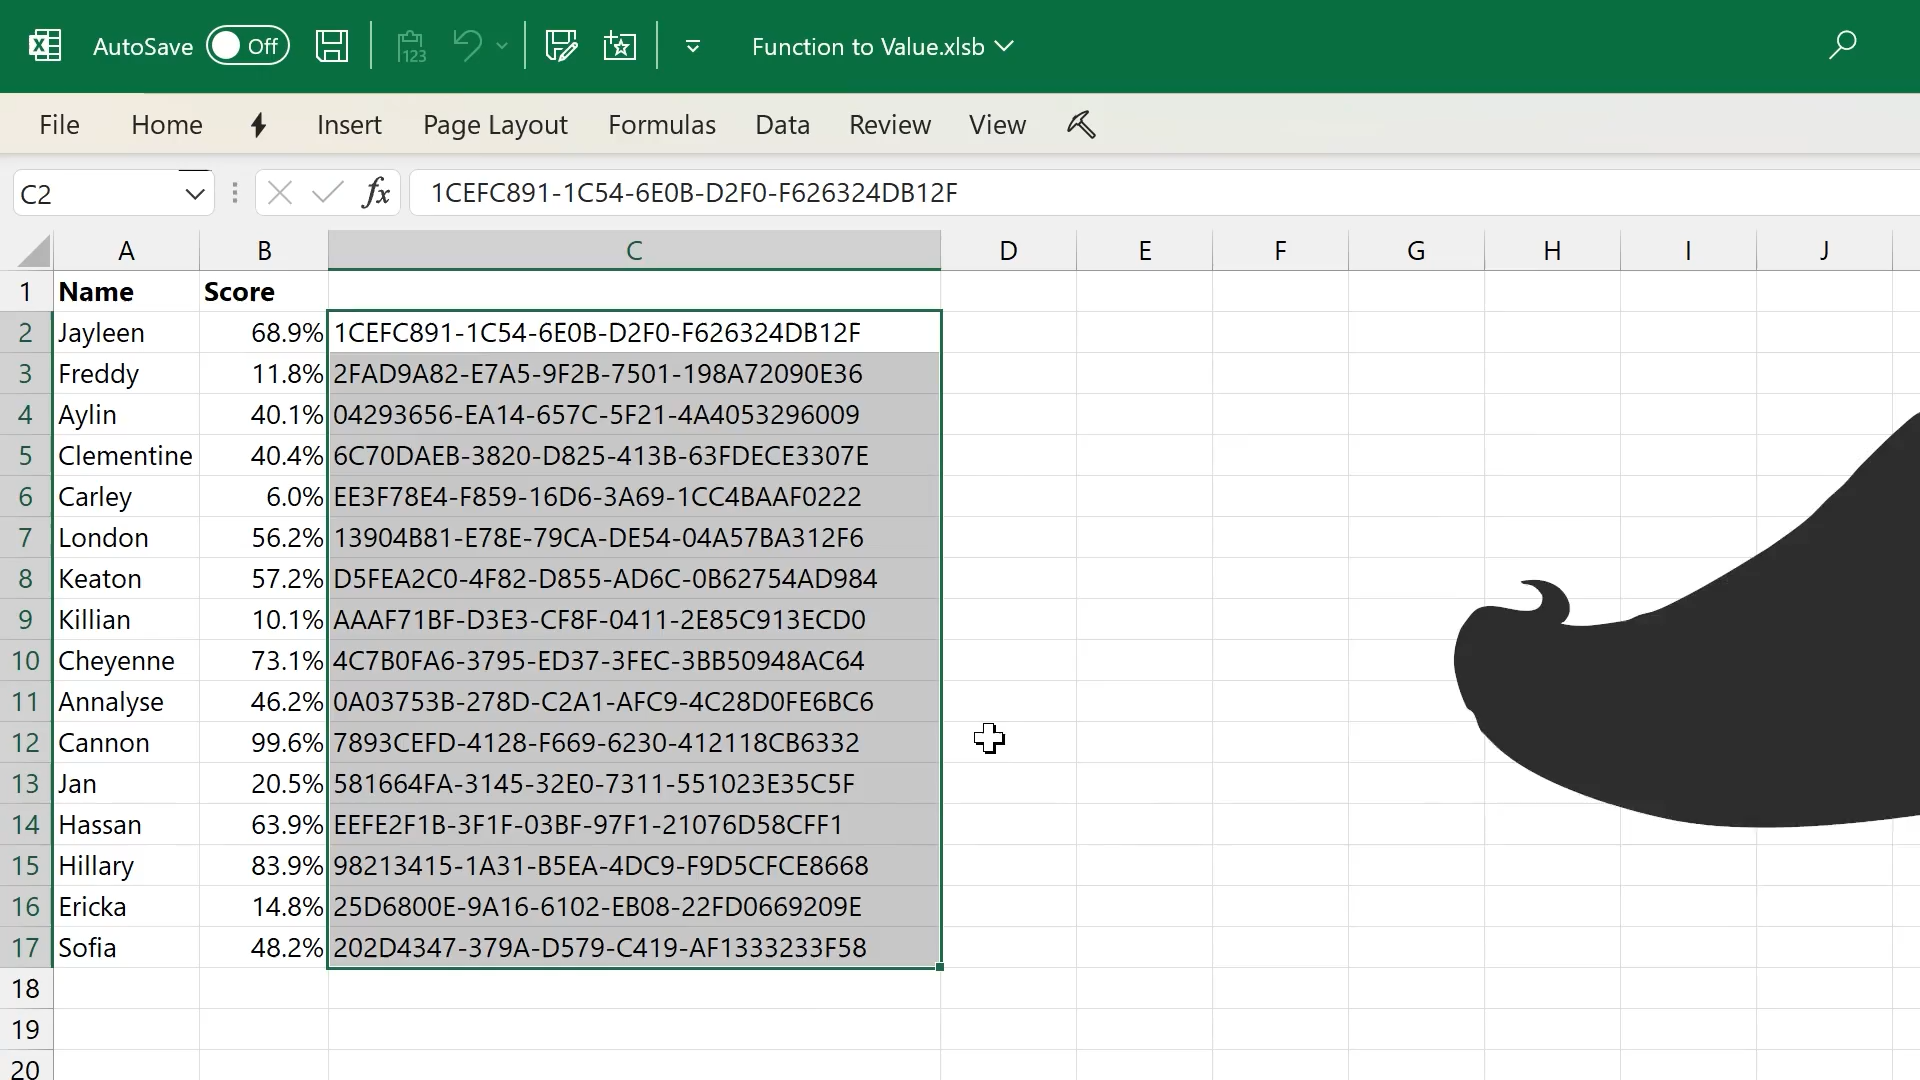 AutoSave Off 123 Function to Value.xlsb
File Home Insert Page Layout Formulas Data Review View
C2 fx 1CEFC891-1C54-6E0B-D2F0-F626324DB12F
A B C D E F G H I J
1 Name Score
2 Jayleen 68.9% 1CEFC891-1C54-6E0B-D2F0-F626324DB12F
3 Freddy 11.8% 2FAD9A82-E7A5-9F2B-7501-198A72090E36
4 Aylin 40.1% 04293656-EA14-657C-5F21-4A4053296009
5 Clementine 40.4% 6C70DAEB-3820-D825-413B-63FDECE3307E
6 Carley 6.0% EE3F78E4-F859-16D6-3A69-1CC4BAAF0222
7 London 56.2% 13904B81-E78E-79CA-DE54-04A57BA312F6
8 Keaton 57.2% D5FEA2C0-4F82-D855-AD6C-0B62754AD984
9 Killian 10.1% AAAF71BF-D3E3-CF8F-0411-2E85C913ECD0
10 Cheyenne 73.1% 4C7B0FA6-3795-ED37-3FEC-3BB50948AC64
11 Annalyse 46.2% 0A03753B-278D-C2A1-AFC9-4C28D0FE6BC6
12 Cannon 99.6% 7893CEFD-4128-F669-6230-412118CB6332
13 Jan 20.5% 581664FA-3145-32E0-7311-551023E35C5F
14 Hassan 63.9% EEFE2F1B-3F1F-03BF-97F1-21076D58CFF1
15 Hillary 83.9% 98213415-1A31-B5EA-4DC9-F9D5CFCE8668
16 Ericka 14.8% 25D6800E-9A16-6102-EB08-22FD0669209E
17 Sofia 48.2% 202D4347-379A-D579-C419-AF1333233F58
18
19
20